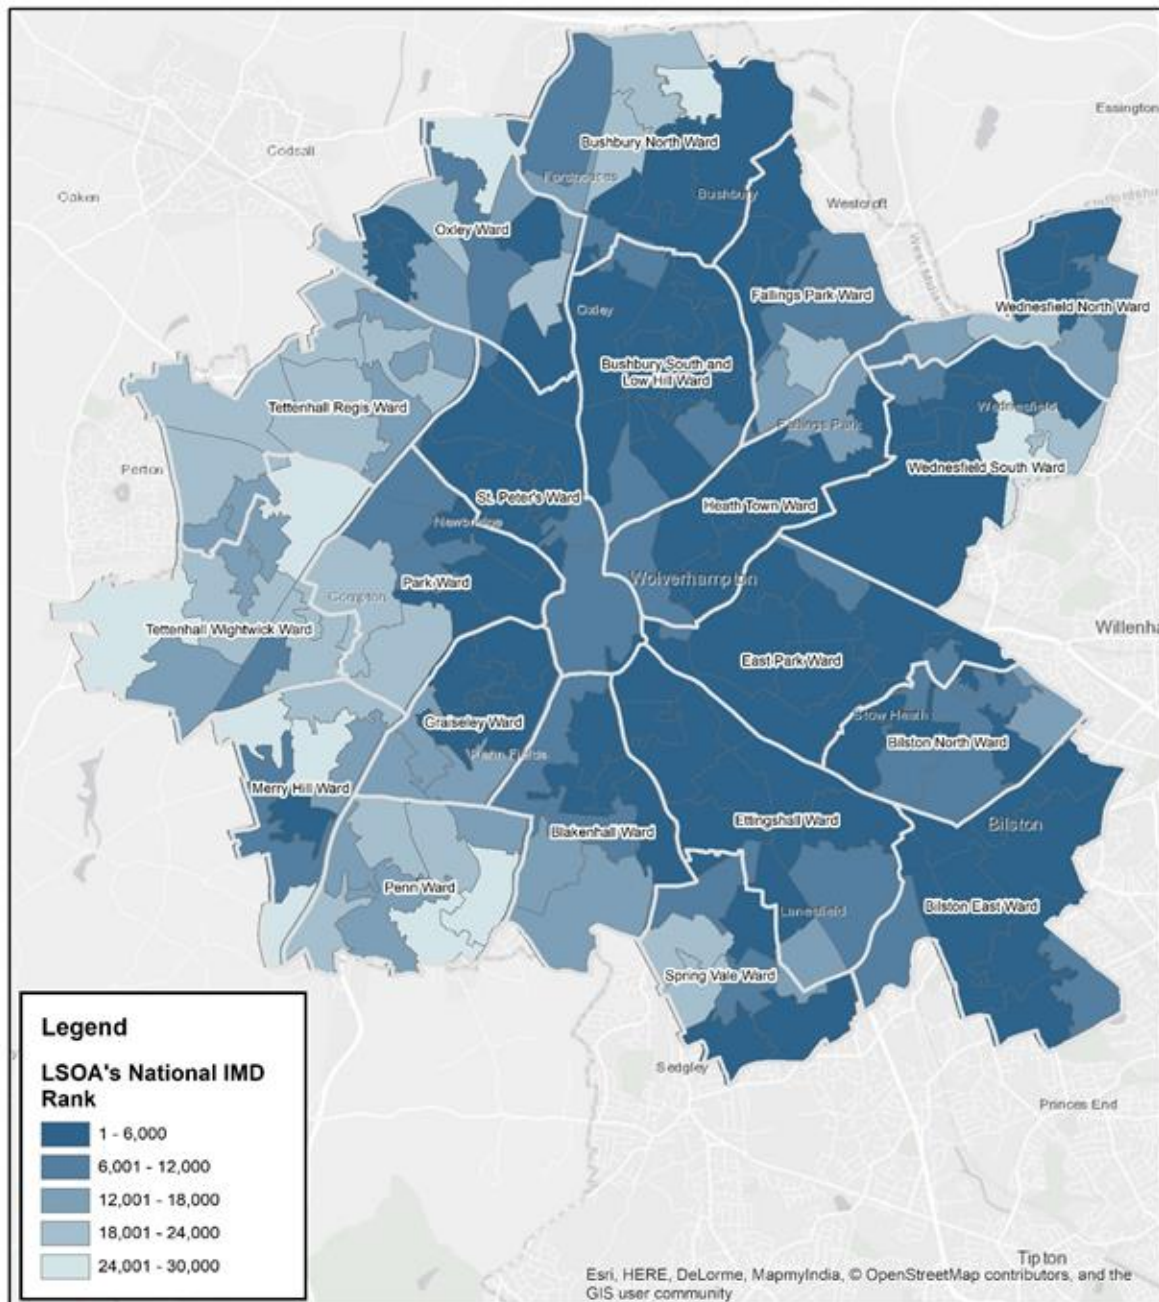 Essington
Codsall
Bushbury North Ward
Fordhouses
Bushbury
Oaken
Westcroft
Oxley Ward
Fallings Park Ward
Wednesfield North Ward
Oxley
Bushbury South and
Low Hill Ward
Tettenhall Regis Ward
Wednesfield
Fallings Park
Perton
Wednesfield South Ward
St. Peter's Ward
Heath Town Ward
Newbridge
Wolverhampton
Park Ward
Compton
Tettenhall Wightwick Ward
Willenha
East Park Ward
Graiseley Ward
Stow Heath
Bilston North Ward
Penn Fields
Merry Hill Ward
Ettingshall Ward
Bilston
Blakenhall Ward
Penn Ward
Bilston East Ward
Lanesfield
Spring Vale Ward
Sedgley
Princes End
Tipton
Legend
LSOA's National IMD
Rank
1 - 6,000
6,001 - 12,000
12,001 - 18,000
18,001 - 24,000
24,001 - 30,000
Esri, HERE, DeLorme, MapmyIndia, © OpenStreetMap contributors, and the
GIS user community